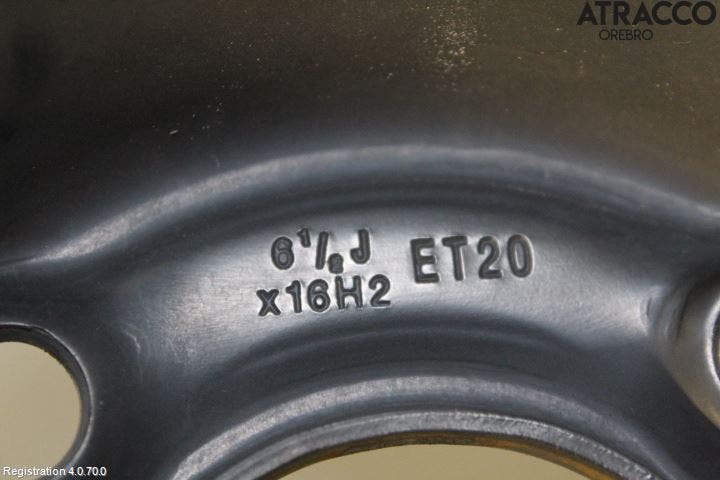 ATRACCO
ÖREBRO
6 1/2 J ET20
x16H2
Registration 4.0.70.0